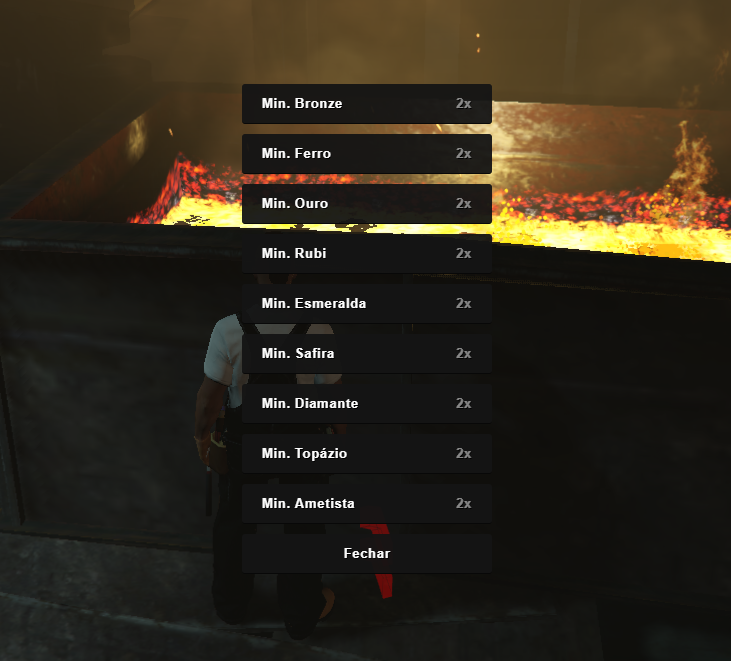 Min. Bronze 2x
Min. Ferro 2x
Min. Ouro 2x
Min. Rubi 2x
Min. Esmeralda 2x
Min. Safira 2x
Min. Diamante 2x
Min. Topázio 2x
Min. Ametista 2x
Fechar